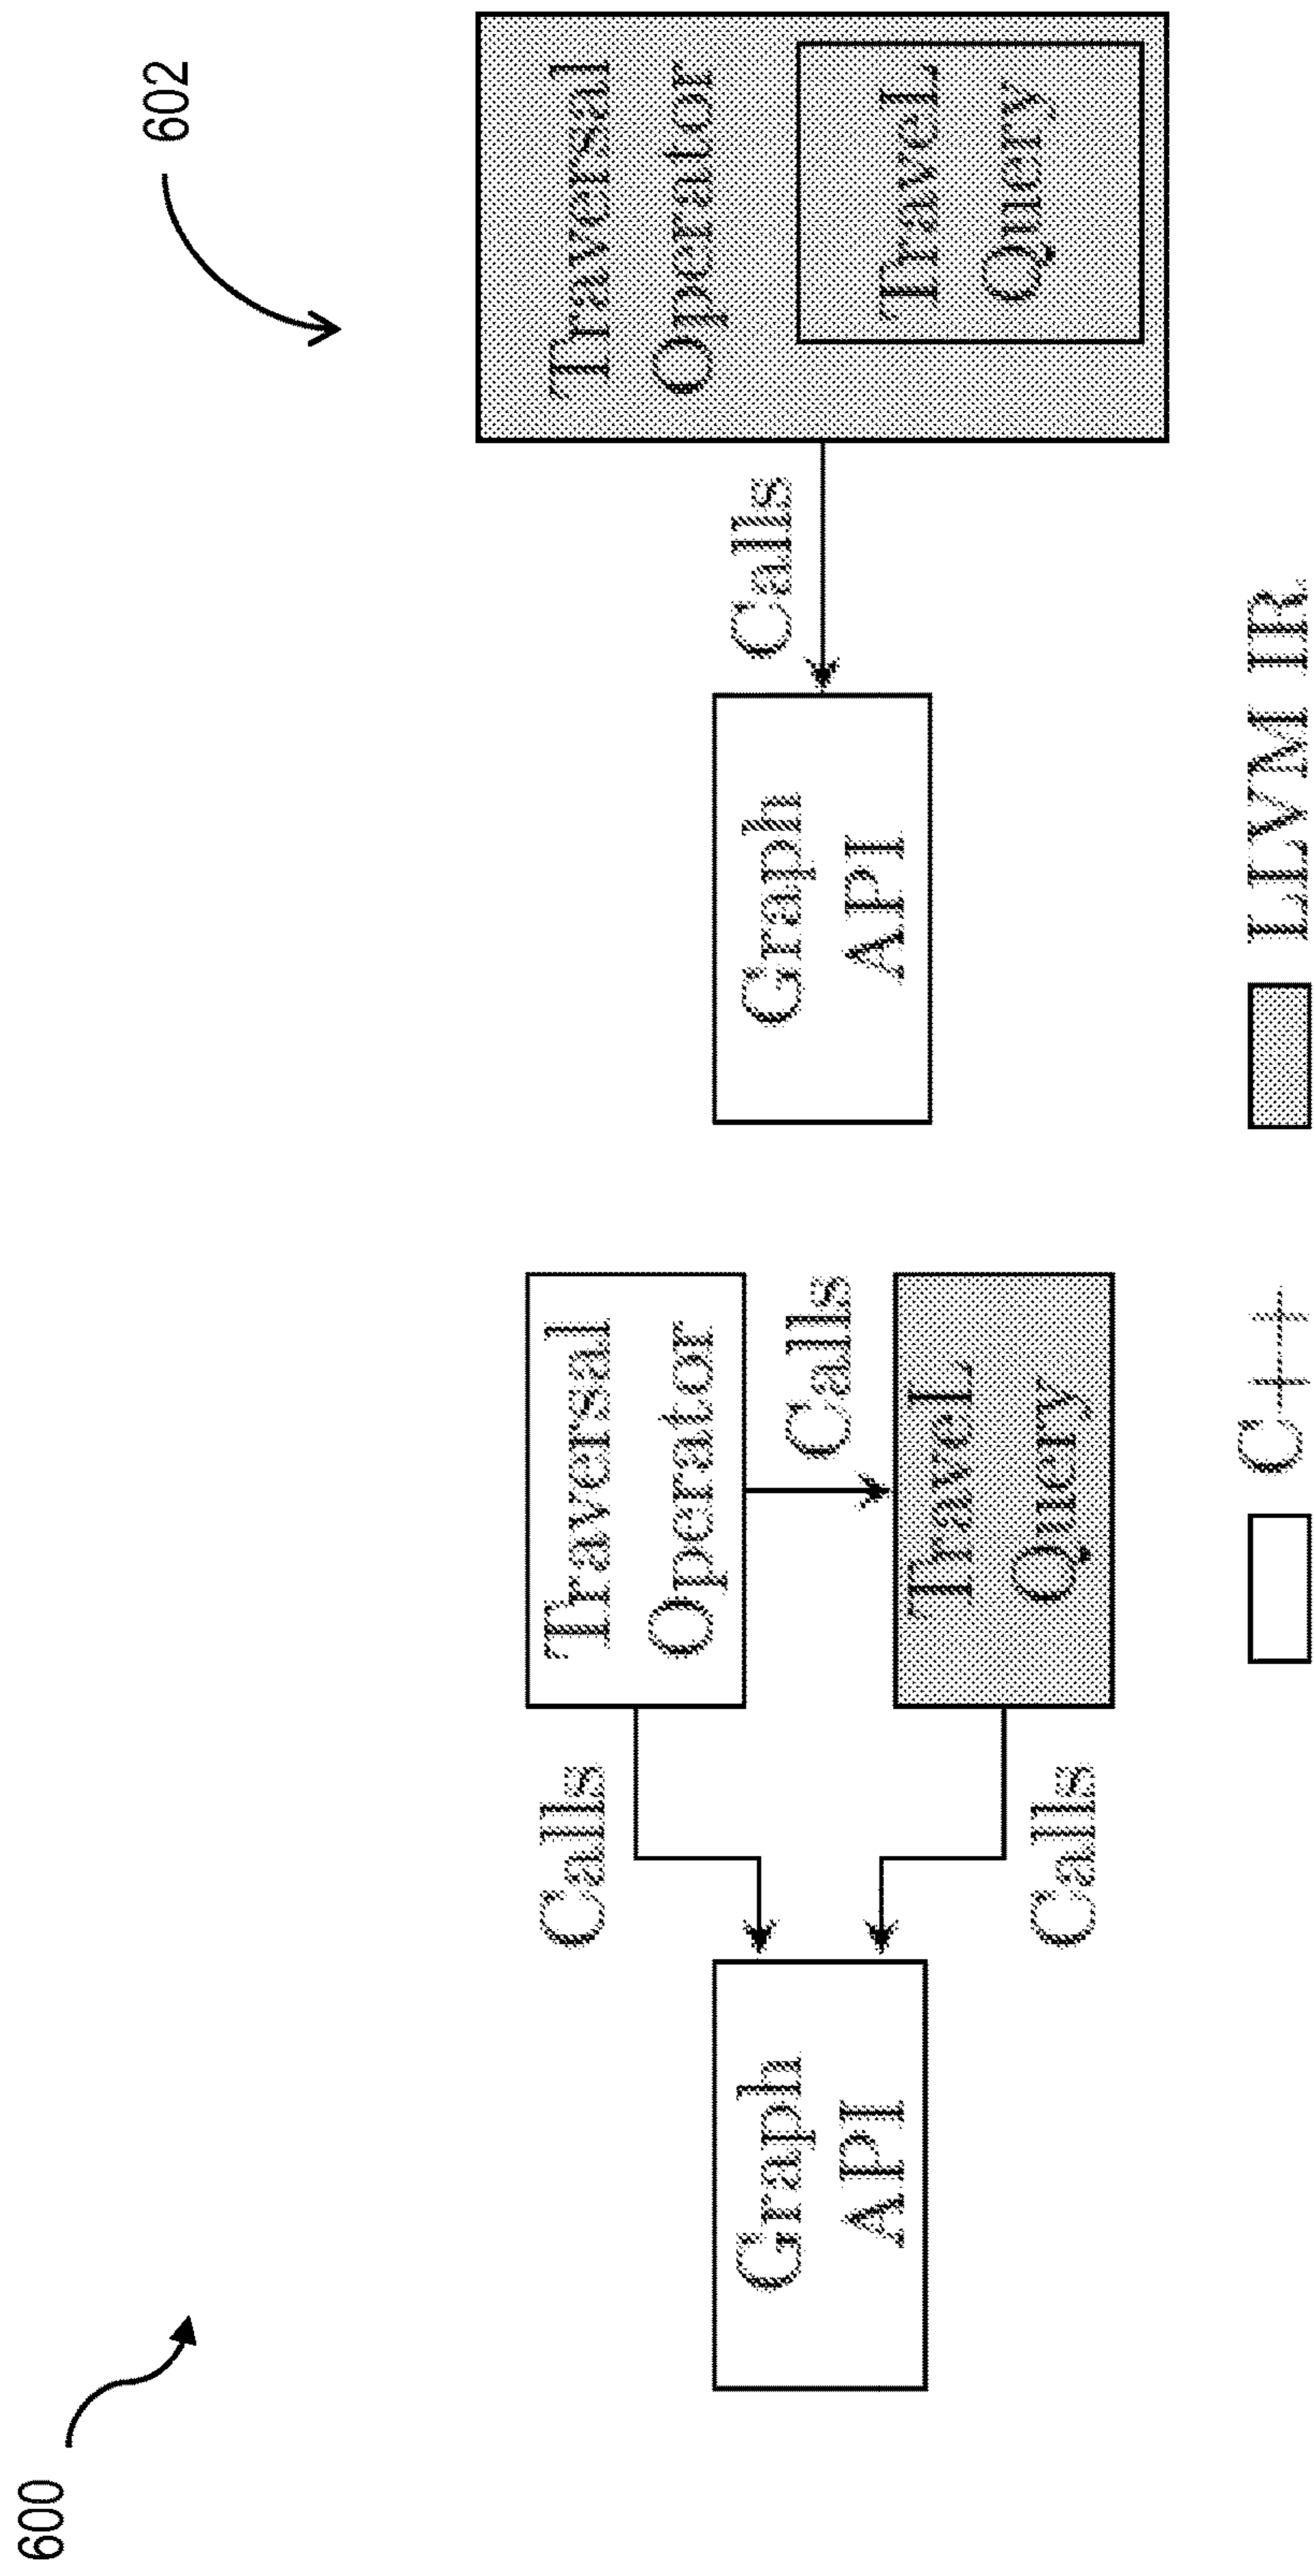 600
602
Graph
API
Calls
Calls
Traversal
Operator
Calls
TraveL
Query
Graph
API
Calls
Traversal
Operator
TraveL
Query
C++
LLVM IR